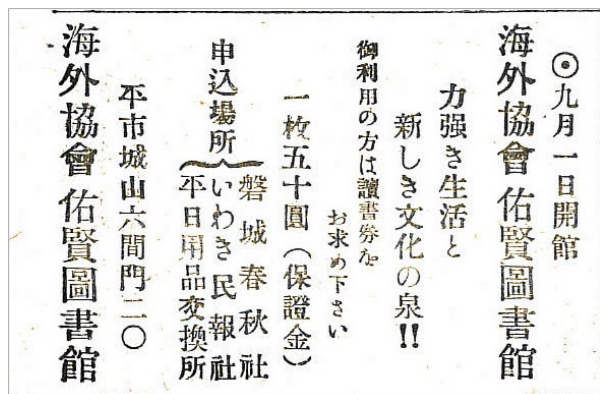 ◉九月一日開館
海外協會佑賢圖書館
力强き生活と
新しき文化の泉!!
御利用の方は讀書券を
お求め下さい
一枚五十圓(保證金)
申込場所
磐城春秋社
いわき民報社
平日用品交換所
平市城山六間門二〇
海外協會佑賢圖書館